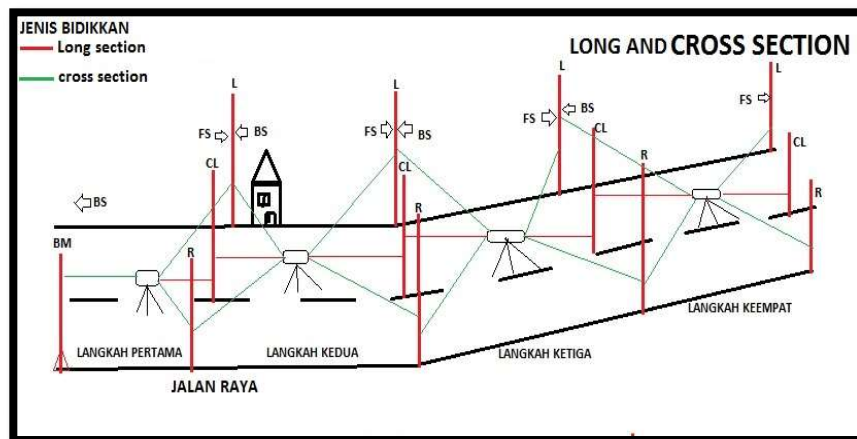 JENIS BIDIKKAN
Long section
cross section
LONG AND CROSS SECTION
L
L
L
L
FS
BS
FS
BS
FS
BS
FS
CL
CL
CL
CL
BS
BM
R
R
R
R
LANGKAH PERTAMA
LANGKAH KEDUA
LANGKAH KETIGA
LANGKAH KEEMPAT
JALAN RAYA